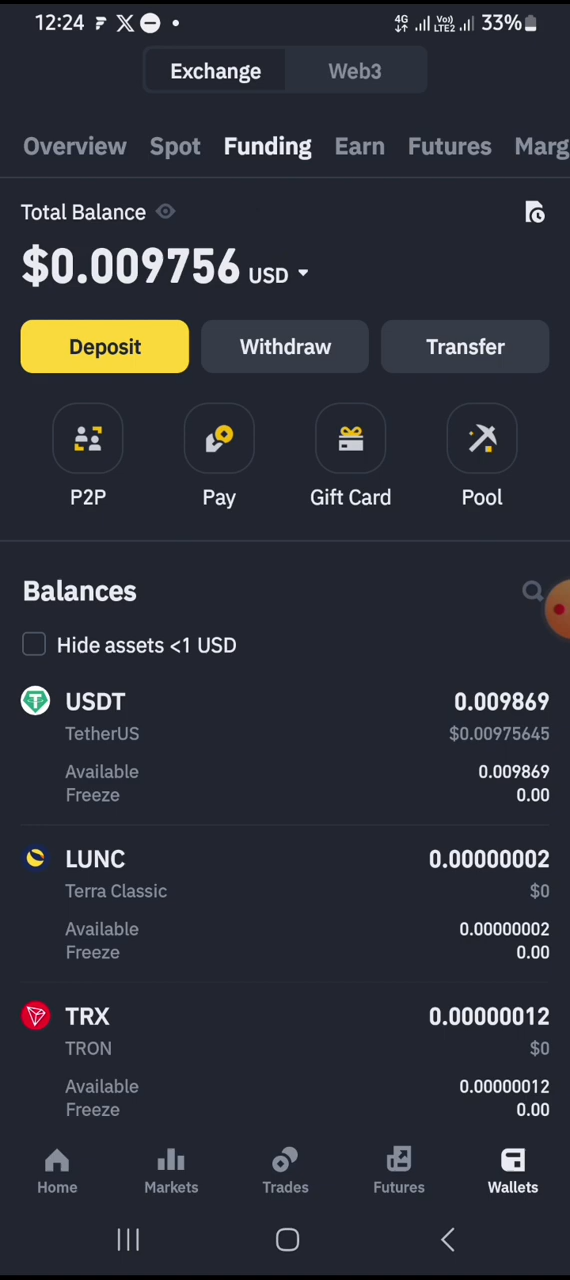 12:24 4G Vo) LTE2 33%
Exchange Web3
Overview Spot Funding Earn Futures Marg
Total Balance
$0.009756 USD
Deposit Withdraw Transfer
P2P Pay Gift Card Pool
Balances
Hide assets <1 USD
USDT 0.009869
TetherUS $0.00975645
Available 0.009869
Freeze 0.00
LUNC 0.00000002
Terra Classic $0
Available 0.00000002
Freeze 0.00
TRX 0.00000012
TRON $0
Available 0.00000012
Freeze 0.00
Home Markets Trades Futures Wallets